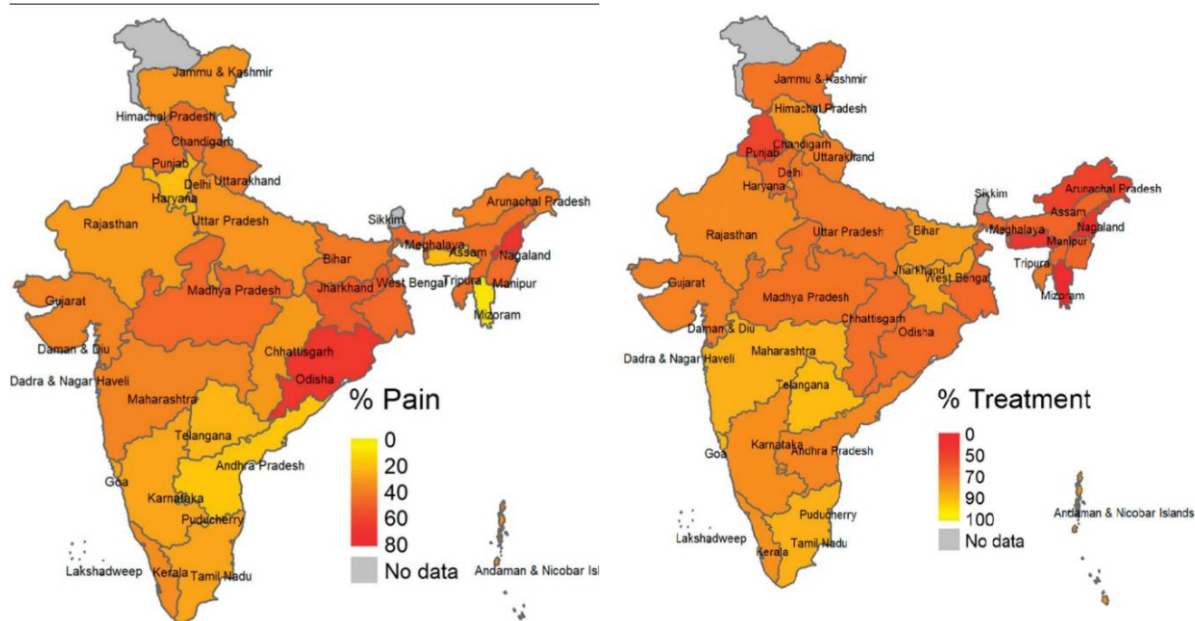 Jammu & Kashmir
Himachal Pradesh
Chandigarh
Punjab
Uttarakhand
Delhi
Haryana
Rajasthan
Uttar Pradesh
Sikkim
Arunachal Pradesh
Meghalaya
Assam
Nagaland
Bihar
Manipur
Jharkhand
West Bengal
Tripura
Mizoram
Gujarat
Madhya Pradesh
Chhattisgarh
Daman & Diu
Odisha
Dadra & Nagar Haveli
Maharashtra
Telangana
Andhra Pradesh
Goa
Karnataka
Puducherry
Lakshadweep
Kerala
Tamil Nadu
Andaman & Nicobar Isl
% Pain
0
20
40
60
80
No data
Jammu & Kashmir
Himachal Pradesh
Chandigarh
Punjab
Uttarakhand
Delhi
Haryana
Rajasthan
Uttar Pradesh
Sikkim
Arunachal Pradesh
Assam
Meghalaya
Nagaland
Bihar
Manipur
Jharkhand
West Bengal
Tripura
Mizoram
Gujarat
Madhya Pradesh
Chhattisgarh
Daman & Diu
Odisha
Dadra & Nagar Haveli
Maharashtra
Telangana
Andhra Pradesh
Goa
Karnataka
Puducherry
Lakshadweep
Kerala
Tamil Nadu
Andaman & Nicobar Islands
% Treatment
0
50
70
90
100
No data